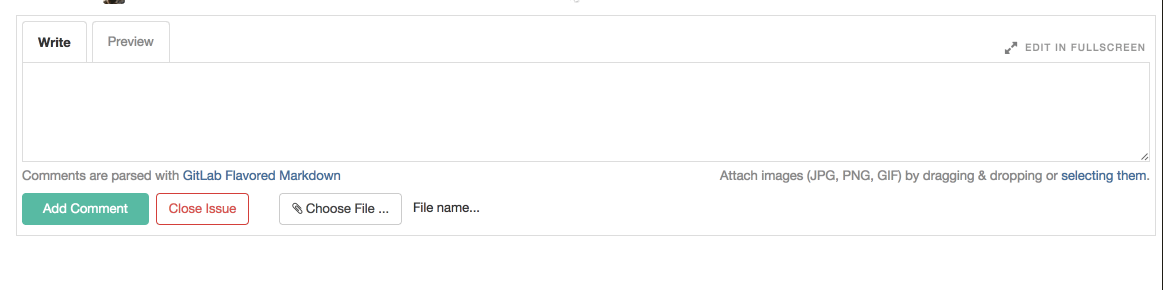 Write Preview EDIT IN FULLSCREEN
Comments are parsed with GitLab Flavored Markdown Attach images (JPG, PNG, GIF) by dragging & dropping or selecting them.
Add Comment Close Issue Choose File ... File name...